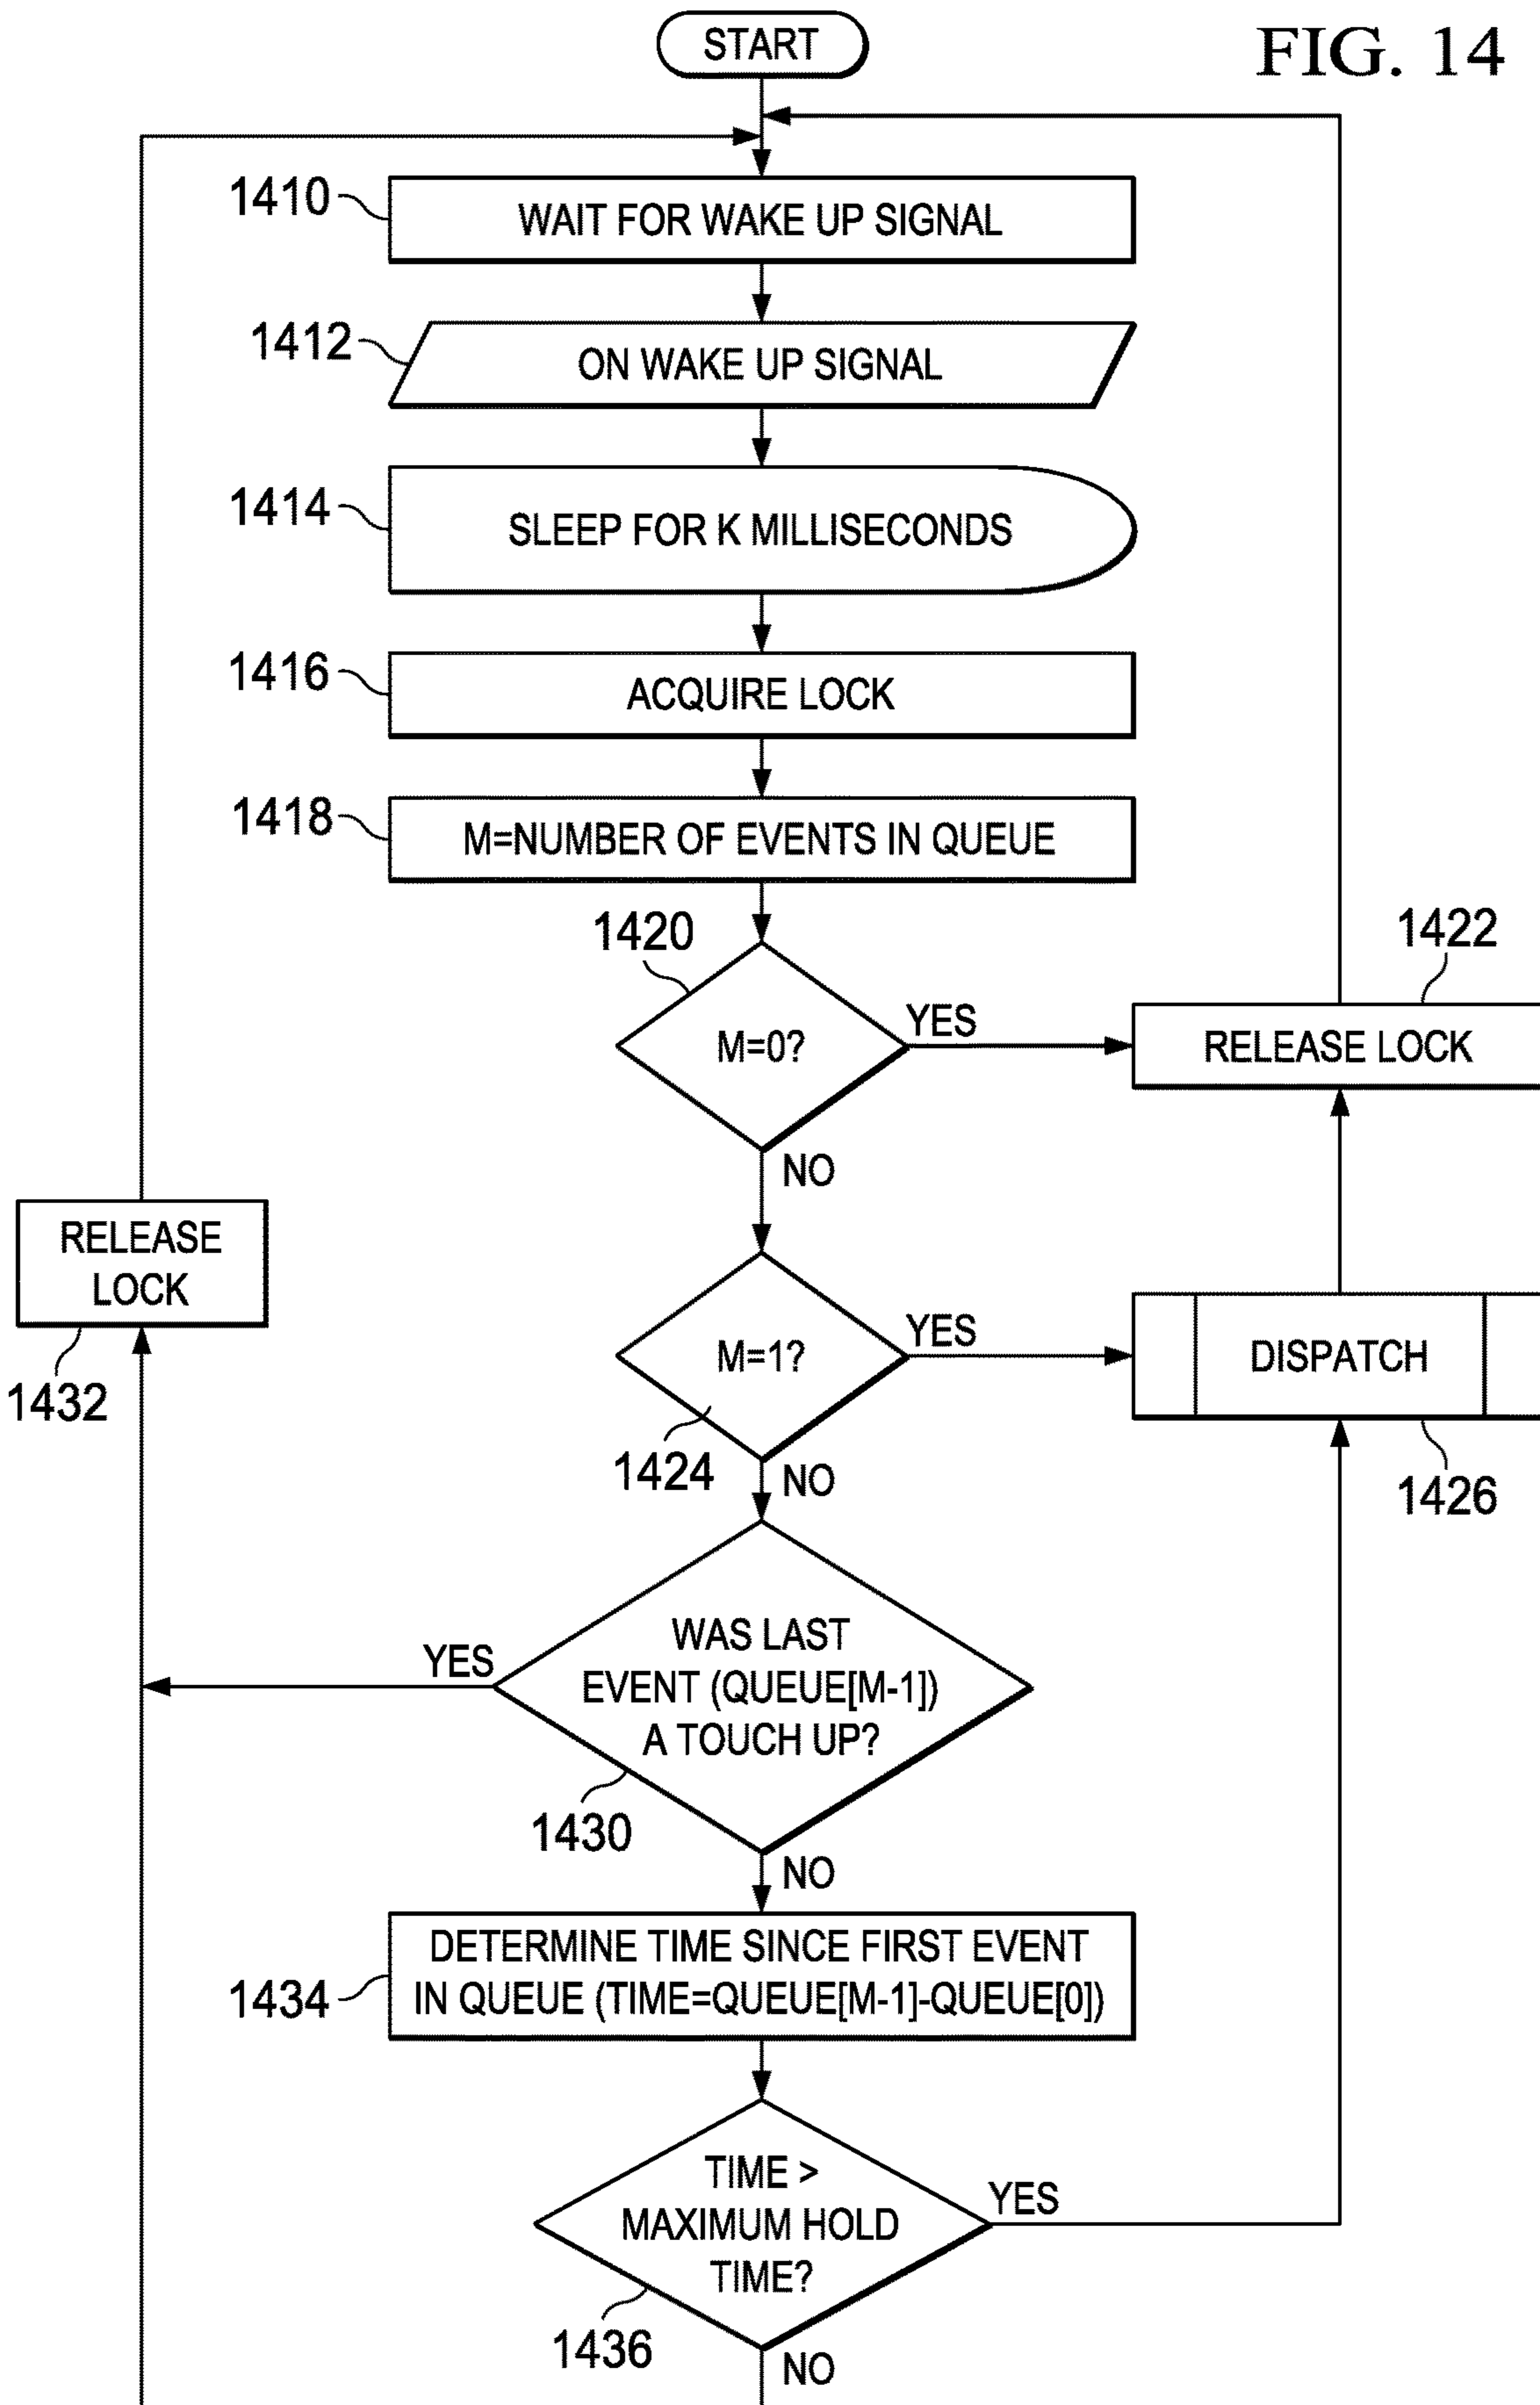 START
FIG. 14
1410
WAIT FOR WAKE UP SIGNAL
1412
ON WAKE UP SIGNAL
1414
SLEEP FOR K MILLISECONDS
1416
ACQUIRE LOCK
1418
M=NUMBER OF EVENTS IN QUEUE
1420
M=0?
YES
1422
RELEASE LOCK
NO
RELEASE
LOCK
1432
M=1?
YES
DISPATCH
1424
NO
1426
WAS LAST
EVENT (QUEUE[M-1])
A TOUCH UP?
YES
1430
NO
1434
DETERMINE TIME SINCE FIRST EVENT
IN QUEUE (TIME=QUEUE[M-1]-QUEUE[0])
TIME >
MAXIMUM HOLD
TIME?
YES
1436
NO